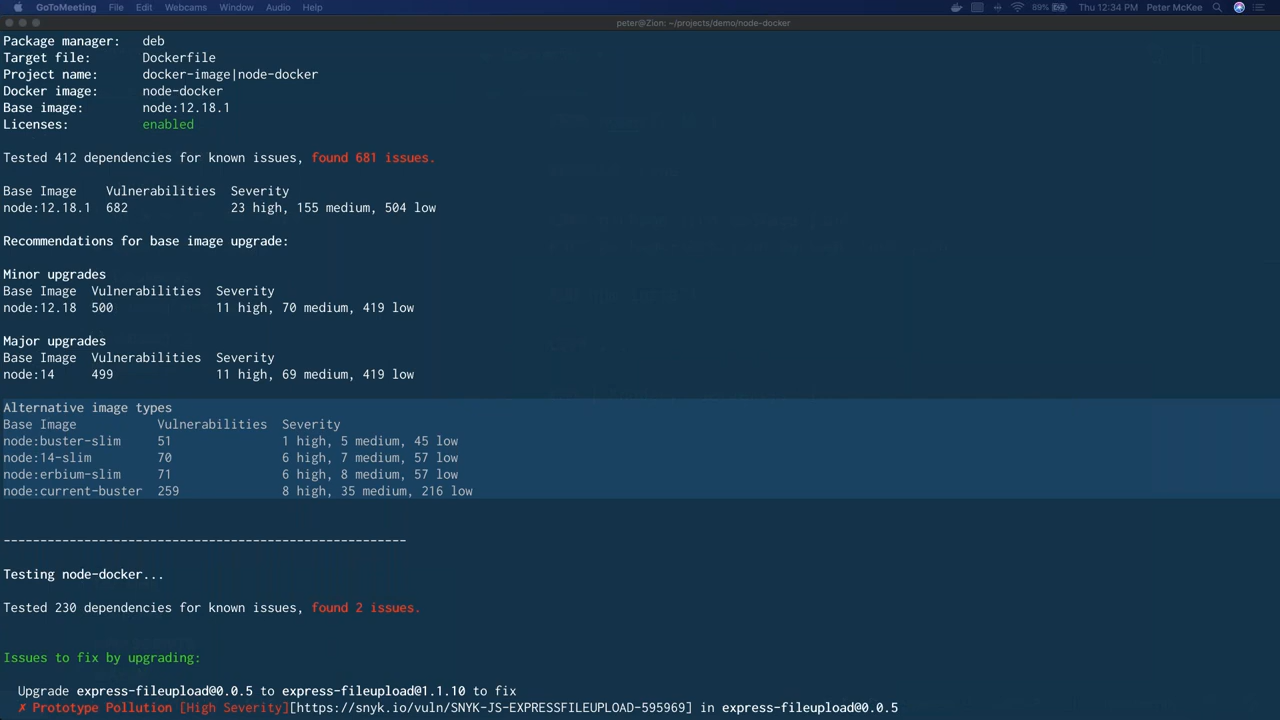 GoToMeeting File Edit Webcams Window Audio Help 89% Thu 12:34 PM Peter McKee
peter@Zion: ~/projects/demo/node-docker
Package manager: deb
Target file: Dockerfile
Project name: docker-image|node-docker
Docker image: node-docker
Base image: node:12.18.1
Licenses: enabled
Tested 412 dependencies for known issues, found 681 issues.
Base Image Vulnerabilities Severity
node:12.18.1 682 23 high, 155 medium, 504 low
Recommendations for base image upgrade:
Minor upgrades
Base Image Vulnerabilities Severity
node:12.18 500 11 high, 70 medium, 419 low
Major upgrades
Base Image Vulnerabilities Severity
node:14 499 11 high, 69 medium, 419 low
Alternative image types
Base Image Vulnerabilities Severity
node:buster-slim 51 1 high, 5 medium, 45 low
node:14-slim 70 6 high, 7 medium, 57 low
node:erbium-slim 71 6 high, 8 medium, 57 low
node:current-buster 259 8 high, 35 medium, 216 low
-------------------------------------------------------
Testing node-docker...
Tested 230 dependencies for known issues, found 2 issues.
Issues to fix by upgrading:
Upgrade express-fileupload@0.0.5 to express-fileupload@1.1.10 to fix
✗ Prototype Pollution [High Severity][https://snyk.io/vuln/SNYK-JS-EXPRESSFILEUPLOAD-595969] in express-fileupload@0.0.5